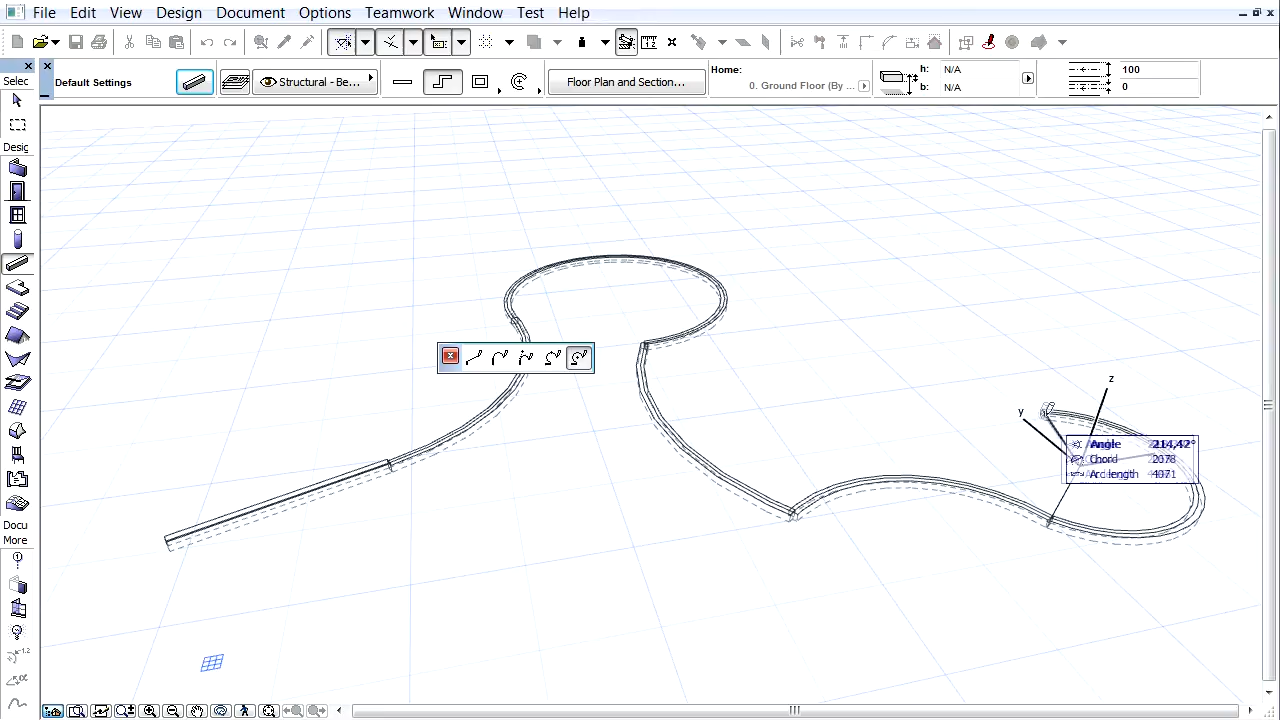 File Edit View Design Document Options Teamwork Window Test Help
Selec
Default Settings
Structural - Be...
Floor Plan and Section...
Home:
0. Ground Floor (By ...
h: N/A
b: N/A
100
0
Desig
Docu
More
z
y
Angle 214,42°
Chord 2078
Arc length 4071